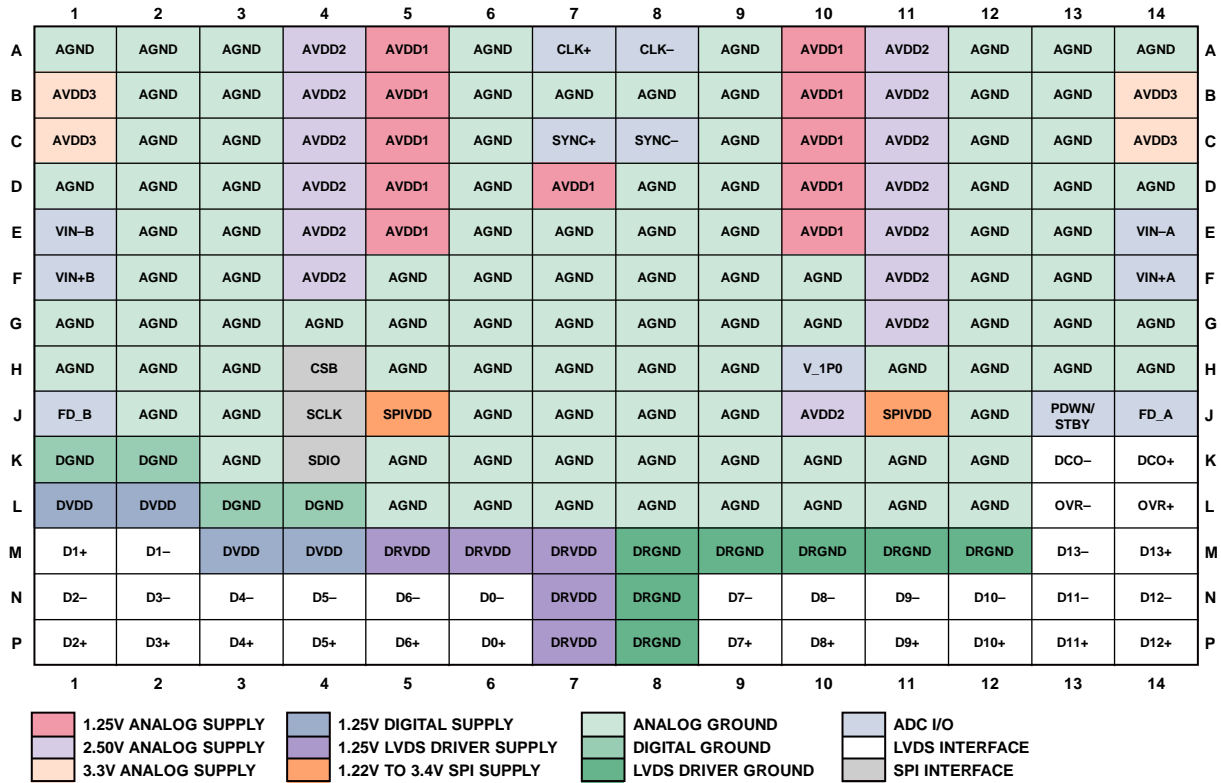 1 2 3 4 5 6 7 8 9 10 11 12 13 14
A AGND AGND AGND AVDD2 AVDD1 AGND CLK+ CLK– AGND AVDD1 AVDD2 AGND AGND AGND A
B AVDD3 AGND AGND AVDD2 AVDD1 AGND AGND AGND AGND AVDD1 AVDD2 AGND AGND AVDD3 B
C AVDD3 AGND AGND AVDD2 AVDD1 AGND SYNC+ SYNC– AGND AVDD1 AVDD2 AGND AGND AVDD3 C
D AGND AGND AGND AVDD2 AVDD1 AGND AVDD1 AGND AGND AVDD1 AVDD2 AGND AGND AGND D
E VIN–B AGND AGND AVDD2 AVDD1 AGND AGND AGND AGND AVDD1 AVDD2 AGND AGND VIN–A E
F VIN+B AGND AGND AVDD2 AGND AGND AGND AGND AGND AGND AVDD2 AGND AGND VIN+A F
G AGND AGND AGND AGND AGND AGND AGND AGND AGND AGND AVDD2 AGND AGND AGND G
H AGND AGND AGND CSB AGND AGND AGND AGND AGND V_1P0 AGND AGND AGND AGND H
J FD_B AGND AGND SCLK SPIVDD AGND AGND AGND AGND AVDD2 SPIVDD AGND PDWN/ STBY FD_A J
K DGND DGND AGND SDIO AGND AGND AGND AGND AGND AGND AGND AGND DCO– DCO+ K
L DVDD DVDD DGND DGND AGND AGND AGND AGND AGND AGND AGND AGND OVR– OVR+ L
M D1+ D1– DVDD DVDD DRVDD DRVDD DRVDD DRGND DRGND DRGND DRGND DRGND D13– D13+ M
N D2– D3– D4– D5– D6– D0– DRVDD DRGND D7– D8– D9– D10– D11– D12– N
P D2+ D3+ D4+ D5+ D6+ D0+ DRVDD DRGND D7+ D8+ D9+ D10+ D11+ D12+ P
1 2 3 4 5 6 7 8 9 10 11 12 13 14
1.25V ANALOG SUPPLY 1.25V DIGITAL SUPPLY ANALOG GROUND ADC I/O
2.50V ANALOG SUPPLY 1.25V LVDS DRIVER SUPPLY DIGITAL GROUND LVDS INTERFACE
3.3V ANALOG SUPPLY 1.22V TO 3.4V SPI SUPPLY LVDS DRIVER GROUND SPI INTERFACE